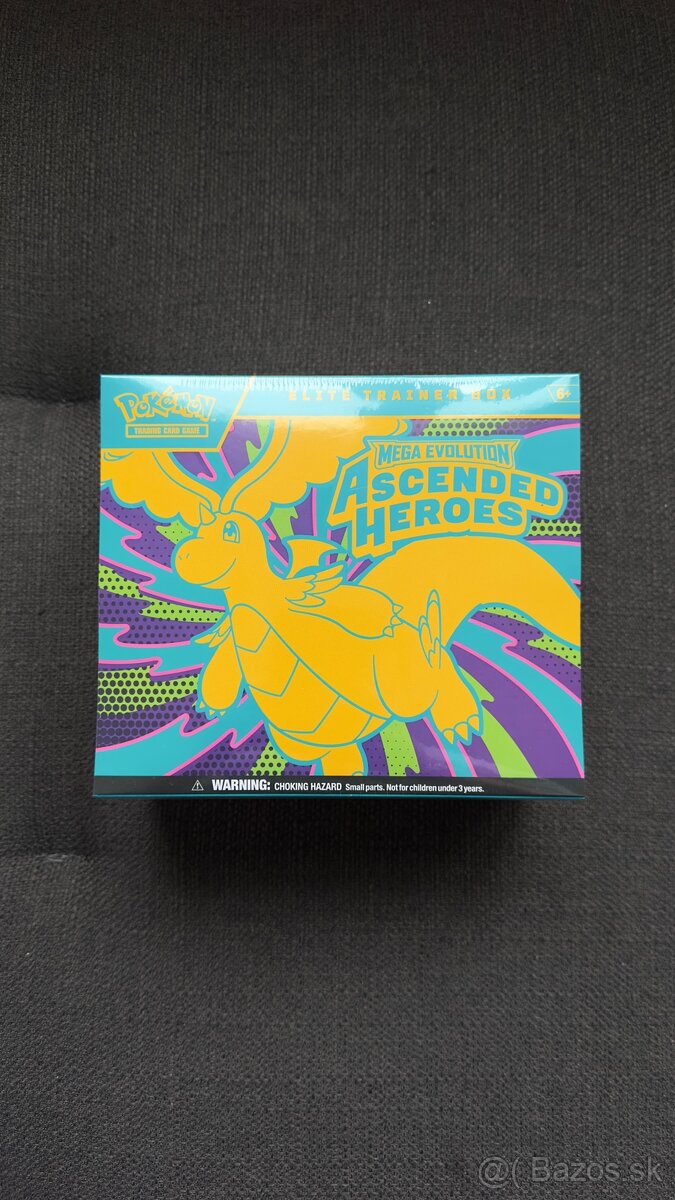 POKÉMON
TRADING CARD GAME
ELITE TRAINER BOX
6+
MEGA EVOLUTION
ASCENDED
HEROES
⚠ WARNING: CHOKING HAZARD Small parts. Not for children under 3 years.
@( Bazos.sk